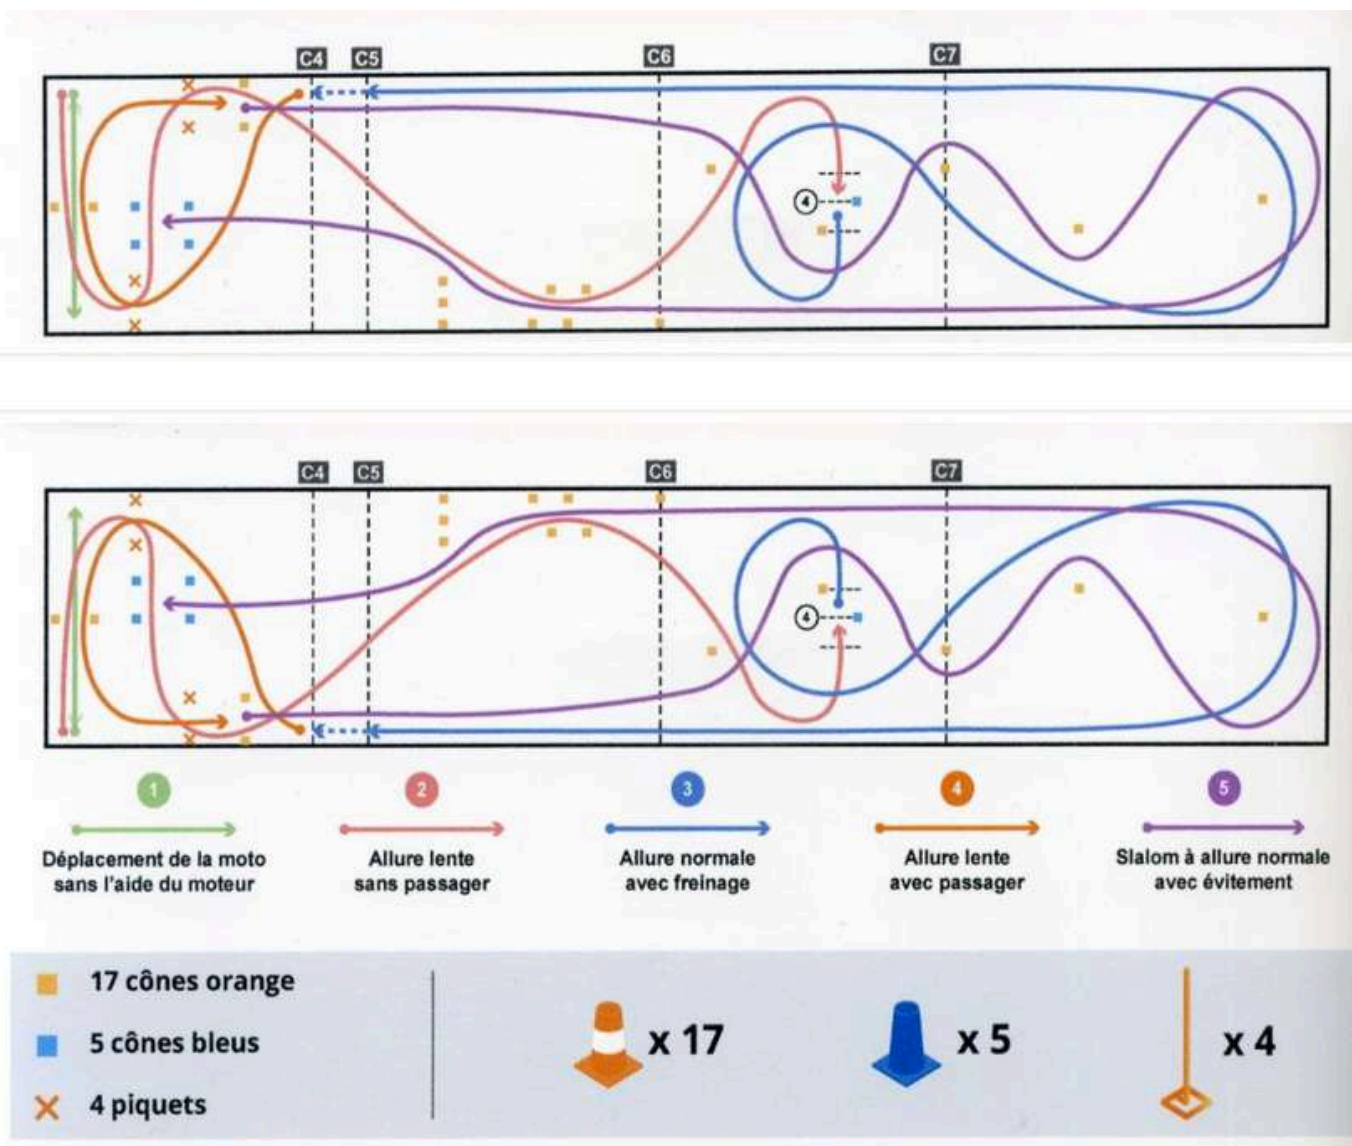 C4 C5 C6 C7
4
C4 C5 C6 C7
4
1 2 3 4 5
Déplacement de la moto
sans l'aide du moteur
Allure lente
sans passager
Allure normale
avec freinage
Allure lente
avec passager
Slalom à allure normale
avec évitement
17 cônes orange
5 cônes bleus
4 piquets
x 17
x 5
x 4